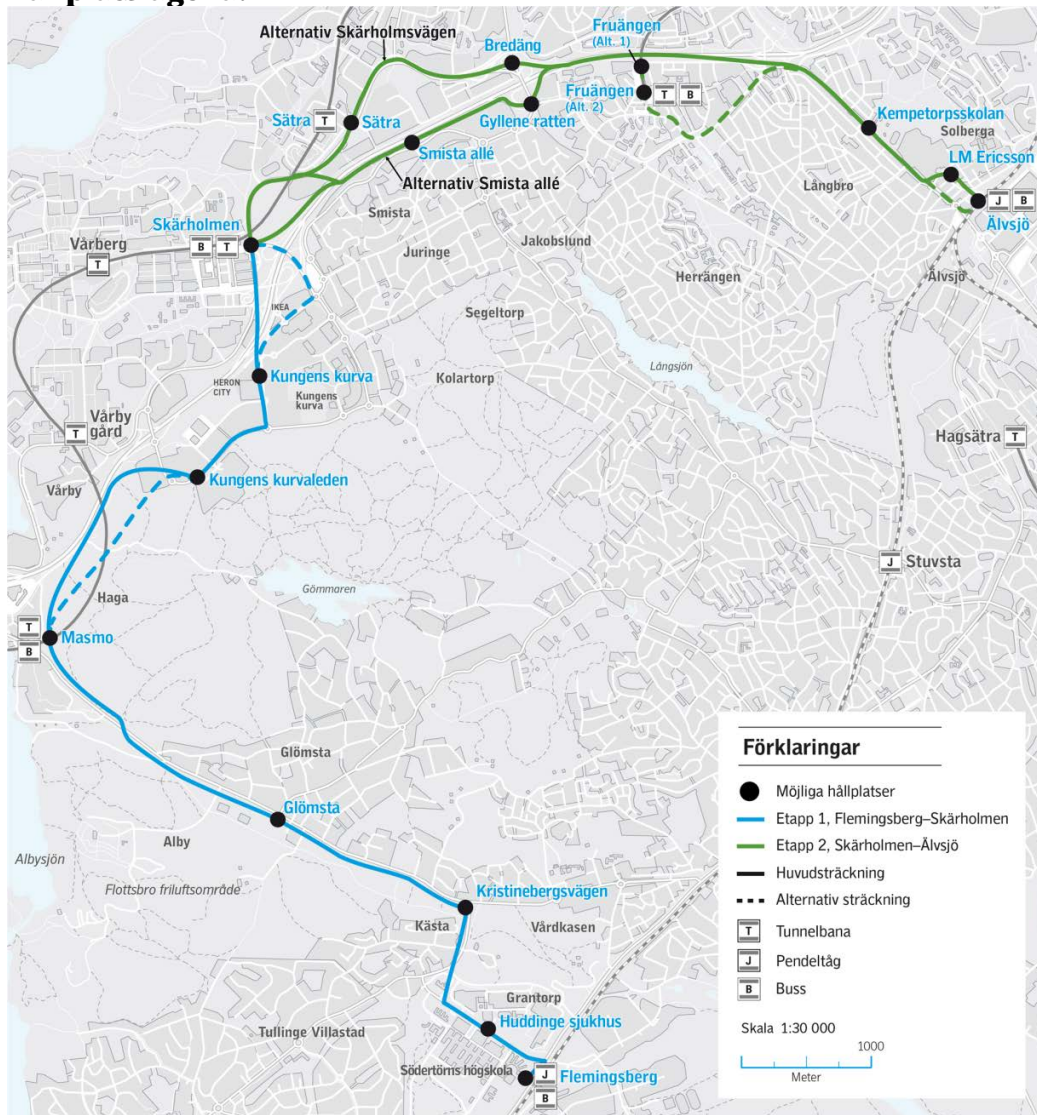 Alternativ Skärholmsvägen
Bredäng
Fruängen
(Alt. 1)
Fruängen
(Alt. 2)
T
B
Sätra
T
Sätra
Gyllene ratten
Kempetorpsskolan
Solberga
Smista allé
LM Ericsson
Alternativ Smista allé
Långbro
J
B
Älvsjö
Smista
Skärholmen
Vårberg
T
B
T
Juringe
Jakobslund
Herrängen
Älvsjö
IKEA
Segeltorp
Långsjön
Kungens kurva
Kolartorp
HERON
CITY
Kungens
kurva
Vårby
gård
T
Hagsätra
T
Kungens kurvaleden
Vårby
J
Stuvsta
Gömmaren
Haga
T
B
Masmo
Glömsta
Glömsta
Alby
Albysjön
Flottsbro friluftsområde
Kristinebergsvägen
Kästa
Vårdkasen
Grantorp
Huddinge sjukhus
Tullinge Villastad
Södertörns högskola
J
B
Flemingsberg
Förklaringar
Möjliga hållplatser
Etapp 1, Flemingsberg–Skärholmen
Etapp 2, Skärholmen–Älvsjö
Huvudsträckning
Alternativ sträckning
T
Tunnelbana
J
Pendeltåg
B
Buss
Skala 1:30 000
1000
Meter